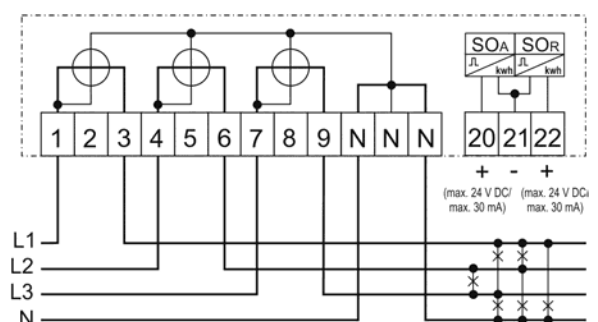 SOA SOR
kwh kwh
1 2 3 4 5 6 7 8 9 N N N 20 21 22
+ - +
(max. 24 V DC/ (max. 24 V DC/
max. 30 mA) max. 30 mA)
L1
L2
L3
N